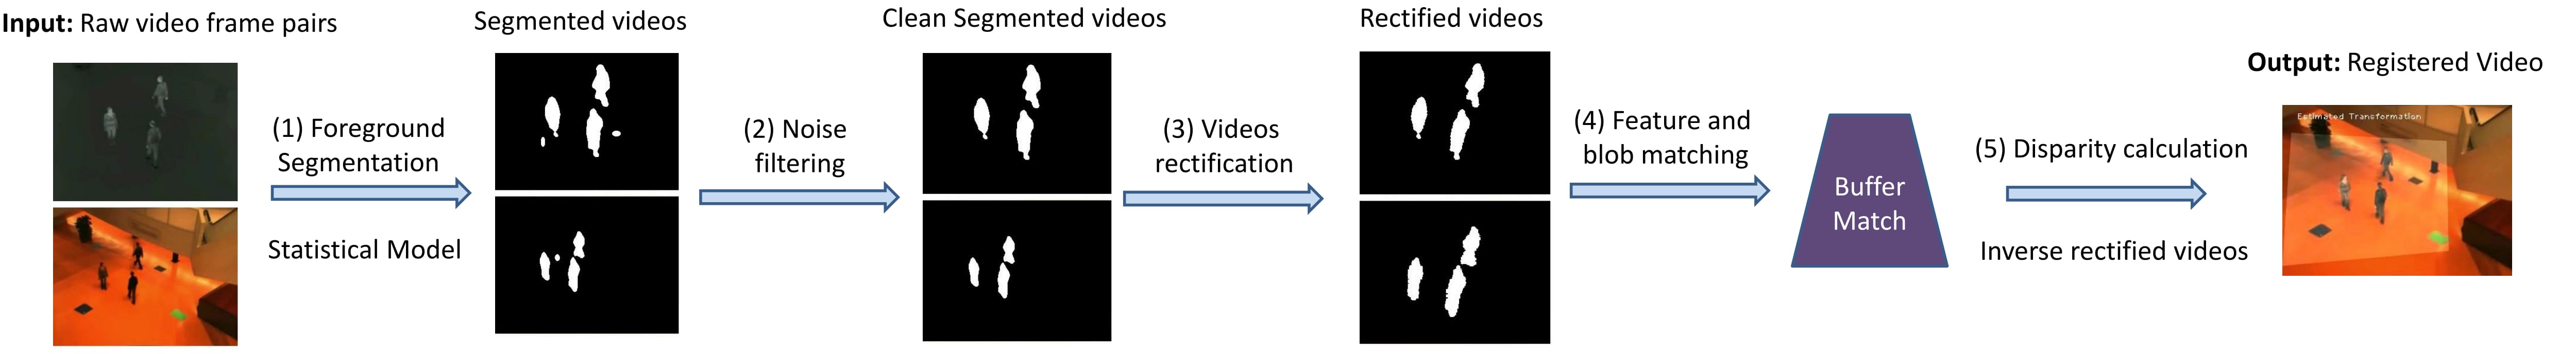 Input: Raw video frame pairs
(1) Foreground
Segmentation
Statistical Model
Segmented videos
(2) Noise
filtering
Clean Segmented videos
(3) Videos
rectification
Rectified videos
(4) Feature and
blob matching
Buffer
Match
(5) Disparity calculation
Inverse rectified videos
Output: Registered Video
Estimated Transformation